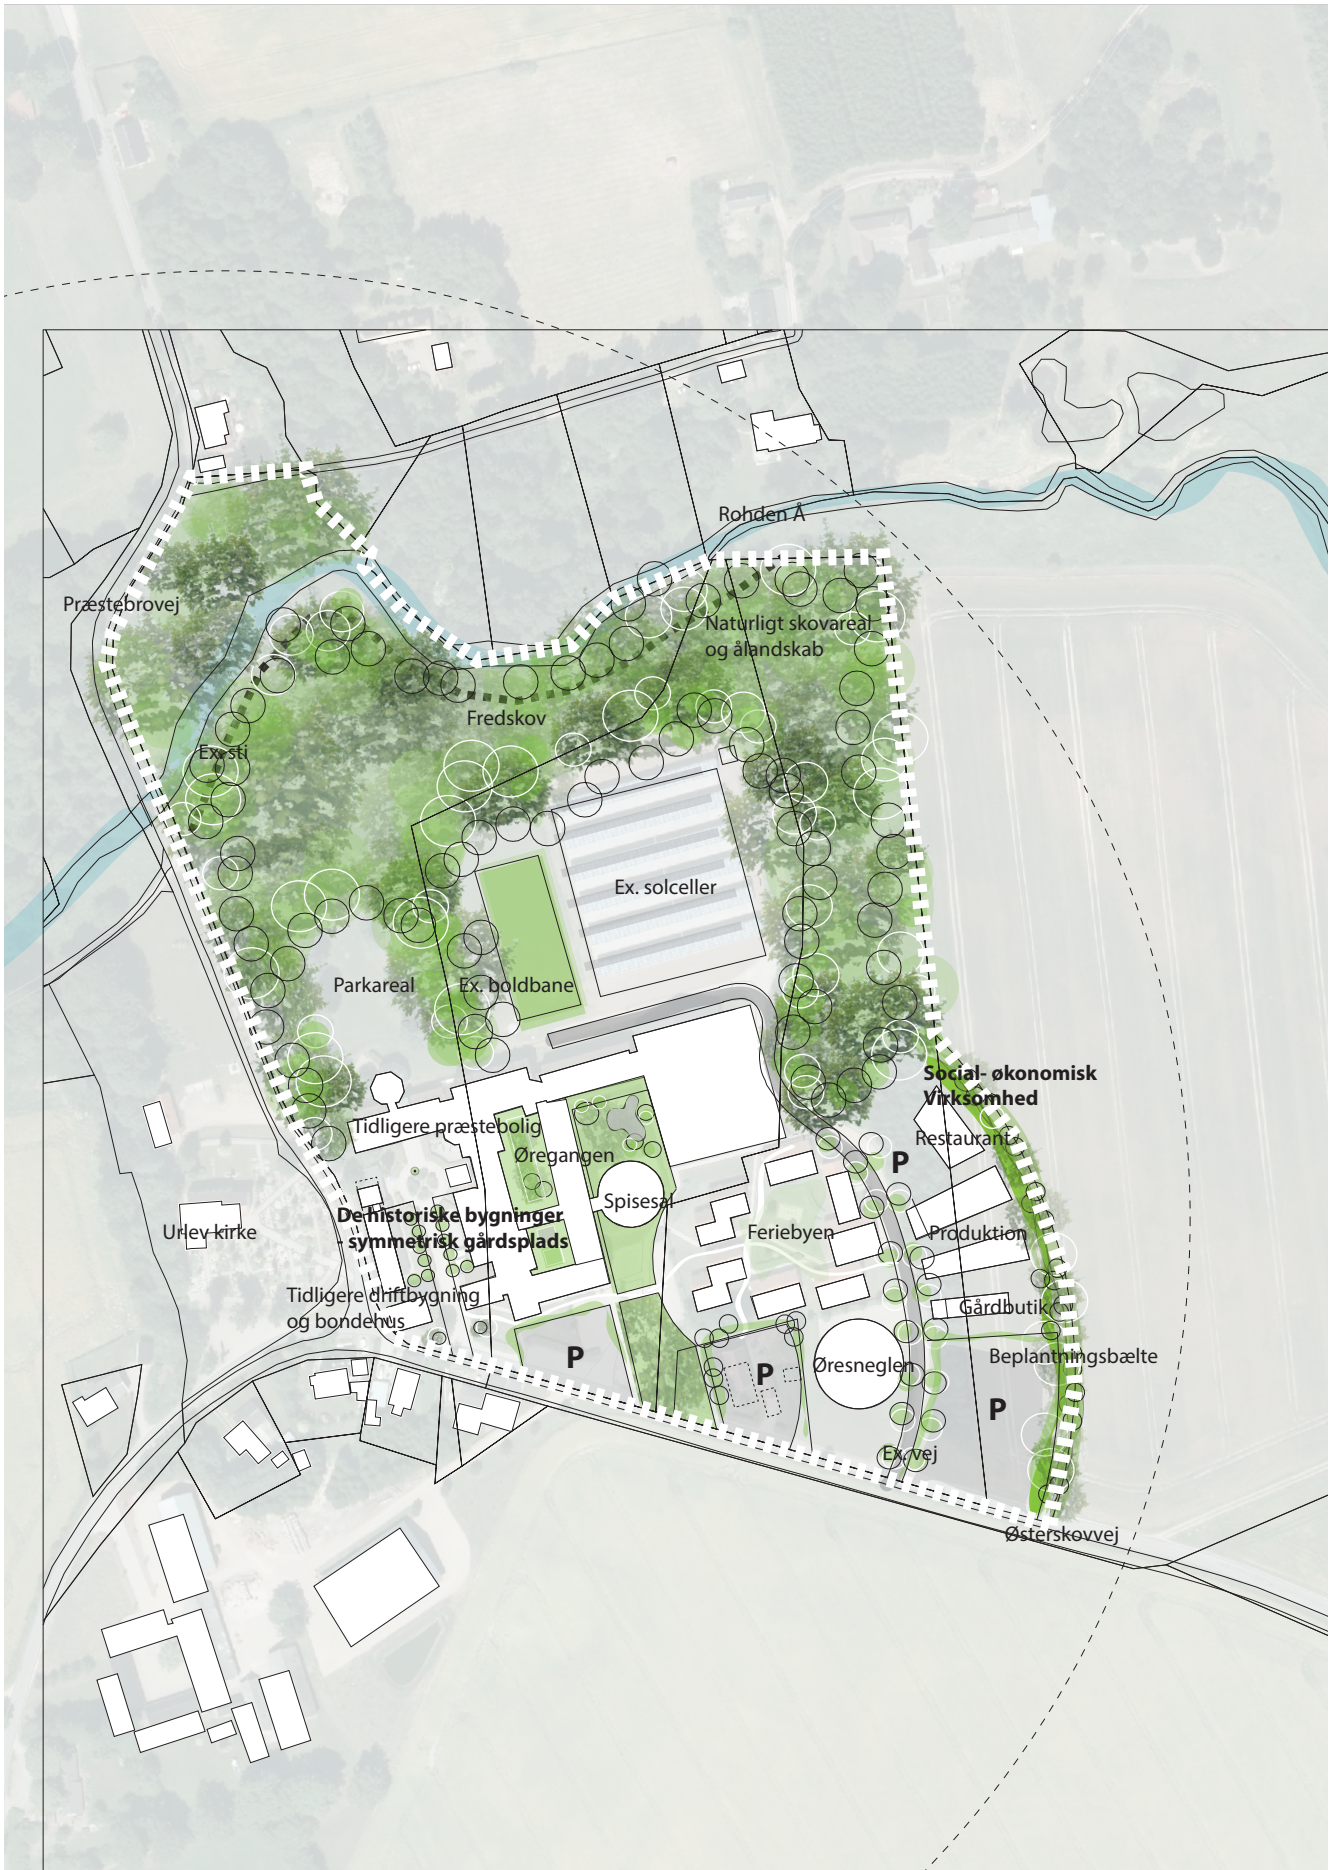 Rohden Å
Præstebrovej
Naturligt skovareal
og ålandskab
Fredskov
Ex. sti
Ex. solceller
Parkareal
Ex. boldbane
Social- økonomisk
Virksomhed
Tidligere præstebolig
Restaurant
Øregangen
P
Spisesal
De historiske bygninger
- symmetrisk gårdsplads
Urlev kirke
Feriebyen
Produktion
Tidligere driftbygning
og bondehus
Gårdbutik
P
Øresneglen
Beplantningsbælte
P
P
Ex. vej
Østerskovvej